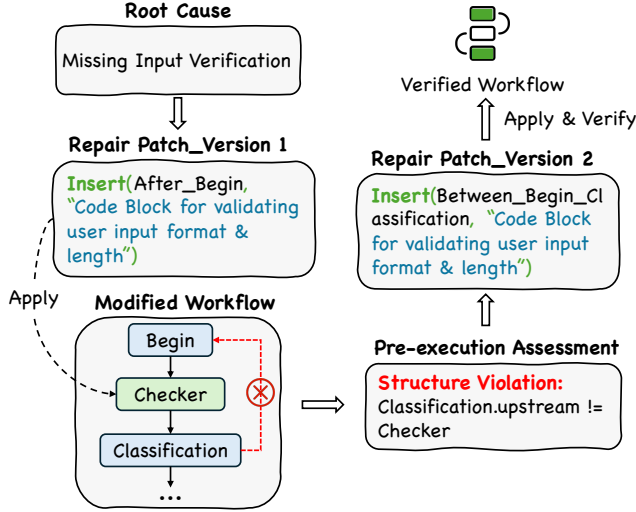 Root Cause
Missing Input Verification
Repair Patch_Version 1
Insert(After_Begin,
“Code Block for validating
user input format &
length”)
Apply
Modified Workflow
Begin
Checker
Classification
...
Pre-execution Assessment
Structure Violation:
Classification.upstream !=
Checker
Repair Patch_Version 2
Insert(Between_Begin_Cl
assification, “Code Block
for validating user input
format & length”)
Apply & Verify
Verified Workflow